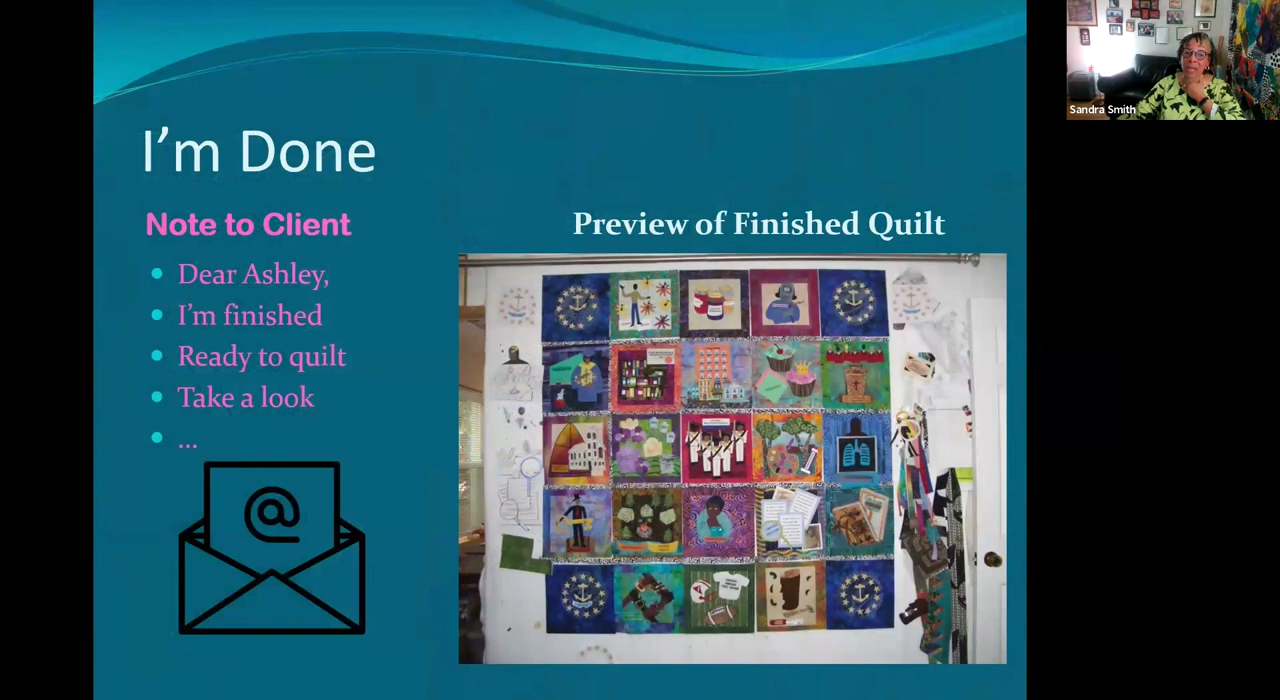 I'm Done
Note to Client
Dear Ashley,
I'm finished
Ready to quilt
Take a look
...
@
Preview of Finished Quilt
Sandra Smith